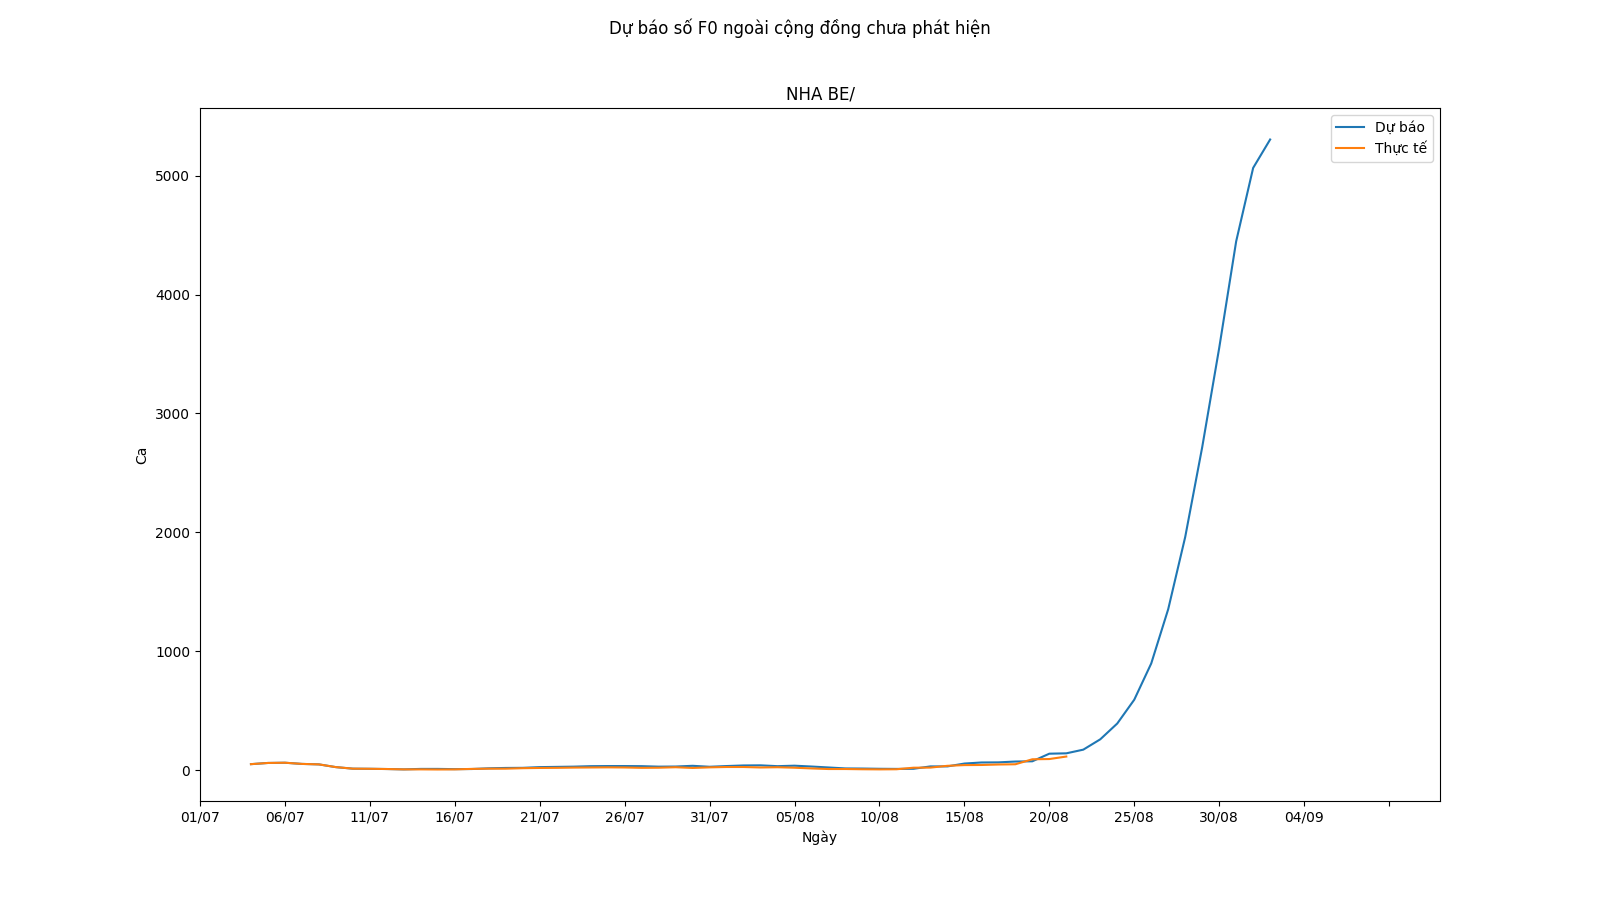 Dự báo số F0 ngoài cộng đồng chưa phát hiện
NHA BE/
Dự báo
Thực tế
5000
4000
3000
2000
1000
0
Ca
01/07 06/07 11/07 16/07 21/07 26/07 31/07 05/08 10/08 15/08 20/08 25/08 30/08 04/09
Ngày